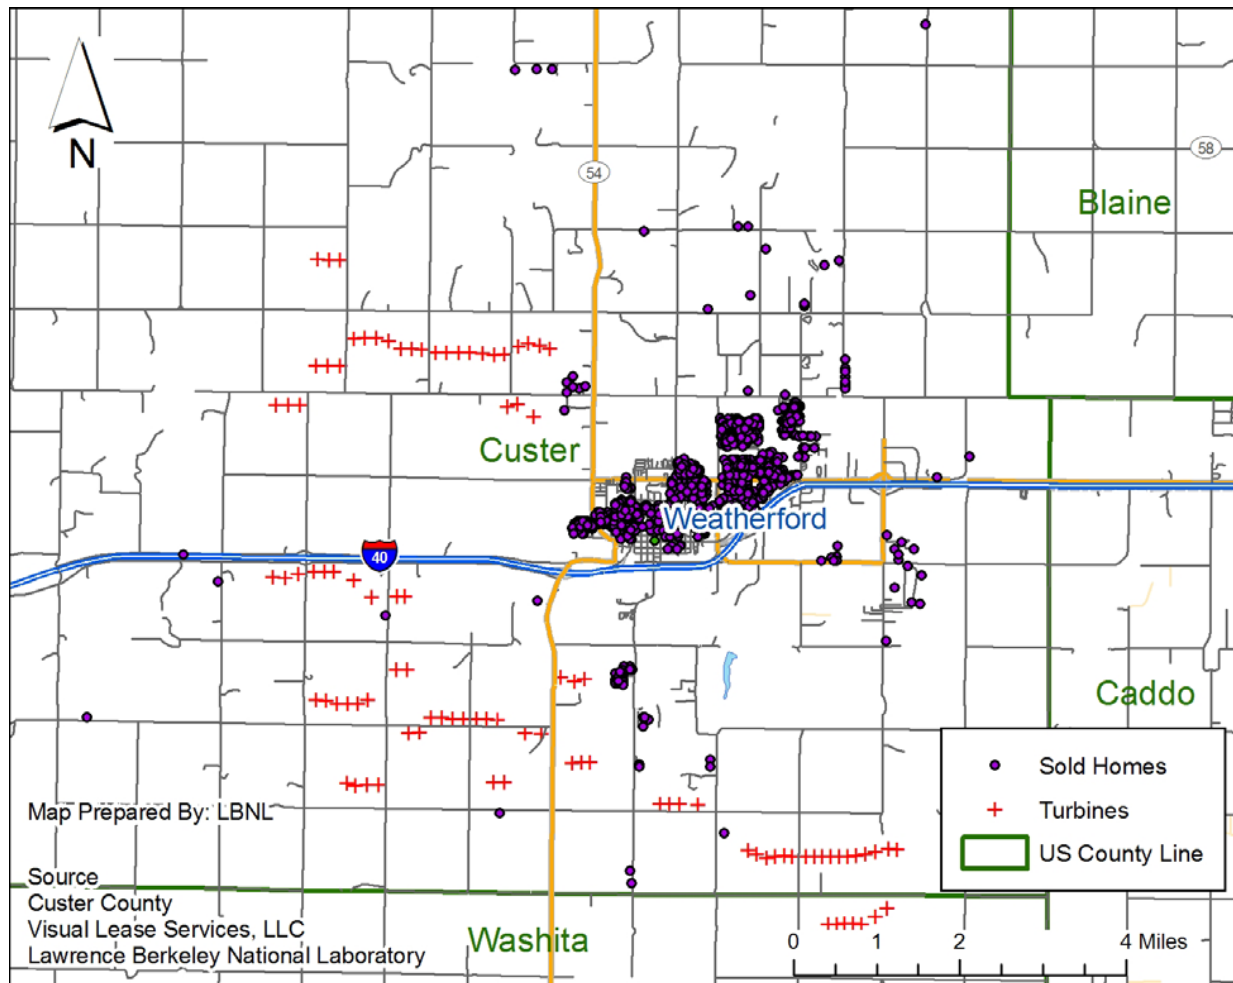 N
54
58
Blaine
Custer
Weatherford
40
Caddo
Sold Homes
Turbines
US County Line
Map Prepared By: LBNL
Source
Custer County
Visual Lease Services, LLC
Lawrence Berkeley National Laboratory
Washita
0 1 2 4 Miles